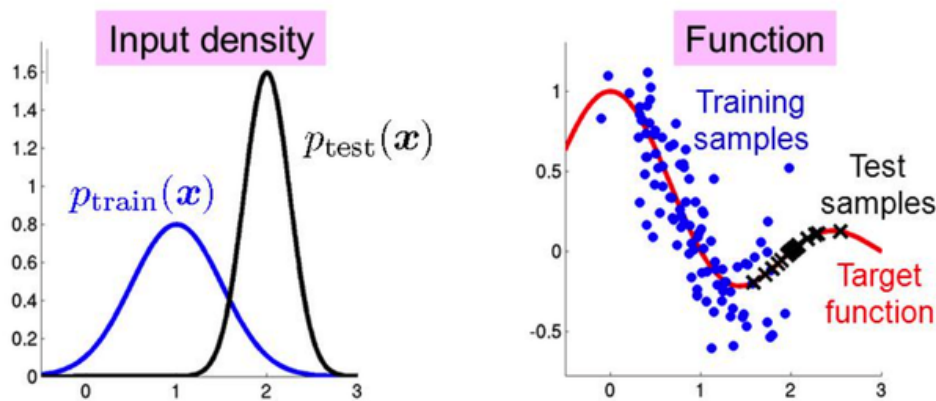 Input density
1.6
1.4
1.2
1
0.8
0.6
0.4
0.2
0
0 1 2 3
p_train(x)
p_test(x)
Function
1
0.5
0
-0.5
0 1 2 3
Training
samples
Test
samples
Target
function